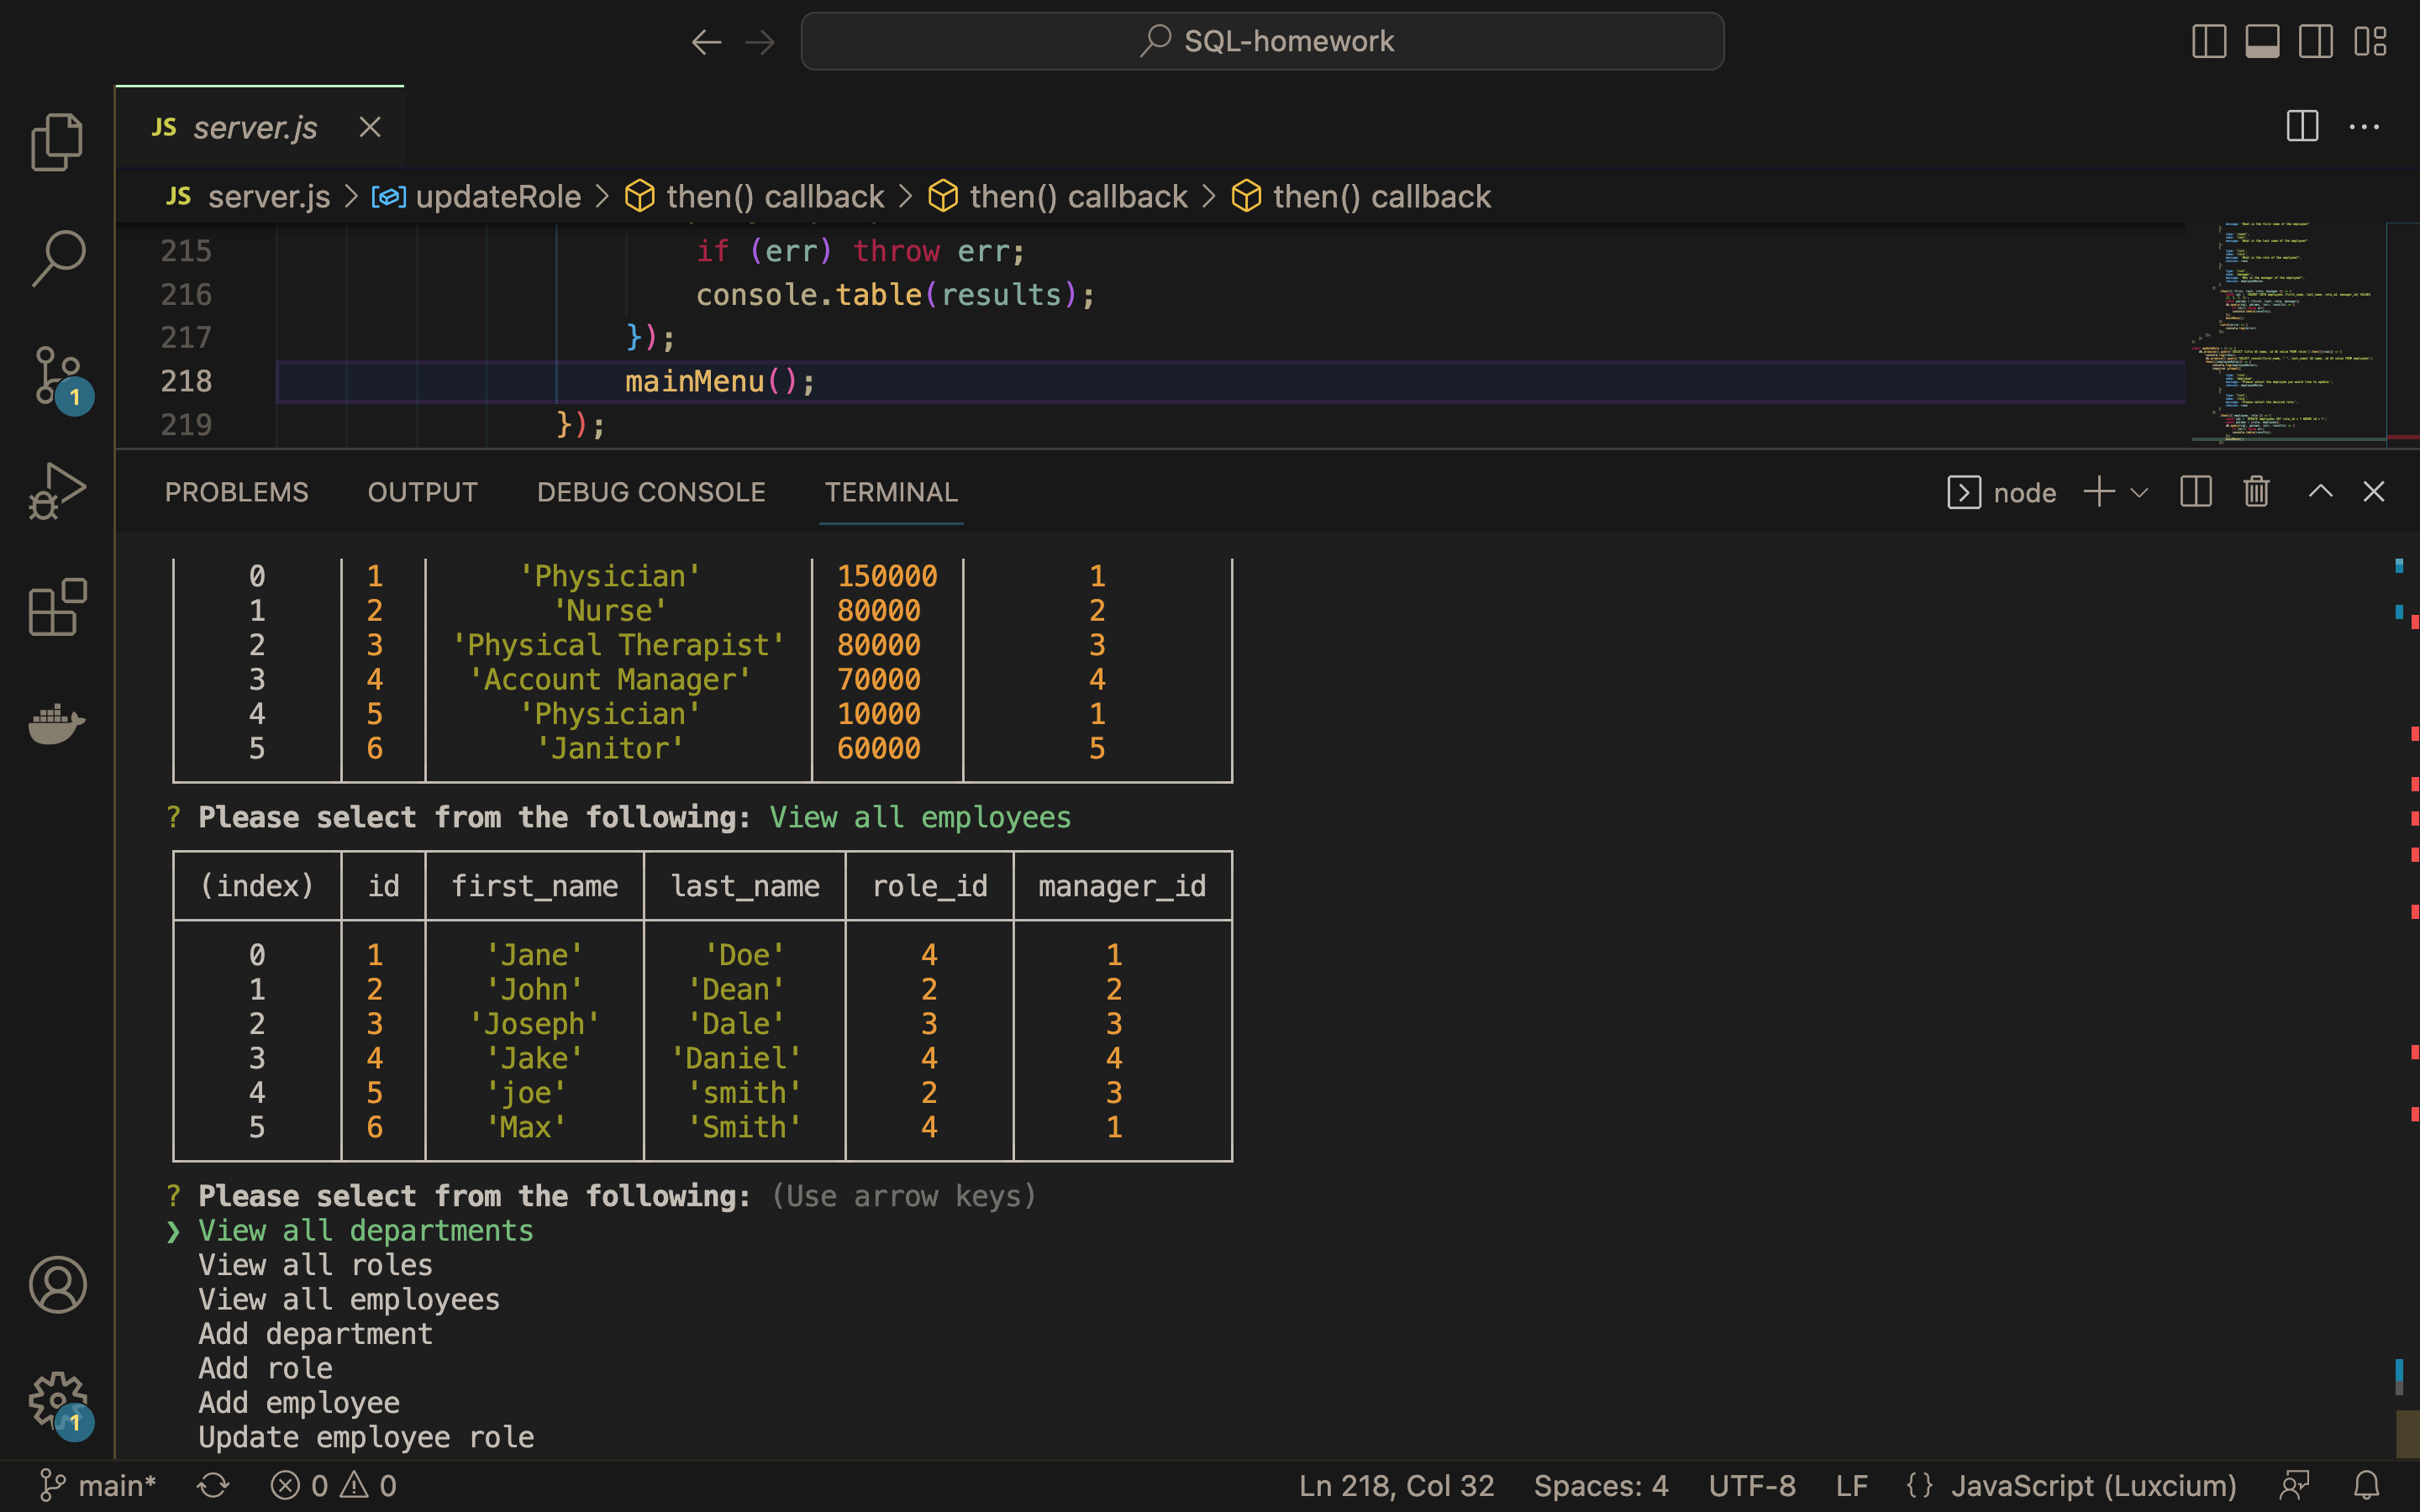 SQL-homework
JS server.js
JS server.js > updateRole > then() callback > then() callback > then() callback
215 if (err) throw err;
216 console.table(results);
217 });
218 mainMenu();
219 });
PROBLEMS OUTPUT DEBUG CONSOLE TERMINAL node
0 1 'Physician' 150000 1
1 2 'Nurse' 80000 2
2 3 'Physical Therapist' 80000 3
3 4 'Account Manager' 70000 4
4 5 'Physician' 10000 1
5 6 'Janitor' 60000 5
? Please select from the following: View all employees
(index) id first_name last_name role_id manager_id
0 1 'Jane' 'Doe' 4 1
1 2 'John' 'Dean' 2 2
2 3 'Joseph' 'Dale' 3 3
3 4 'Jake' 'Daniel' 4 4
4 5 'joe' 'smith' 2 3
5 6 'Max' 'Smith' 4 1
? Please select from the following: (Use arrow keys)
❯ View all departments
View all roles
View all employees
Add department
Add role
Add employee
Update employee role
1
1
main* 0 0 Ln 218, Col 32 Spaces: 4 UTF-8 LF {} JavaScript (Luxcium)